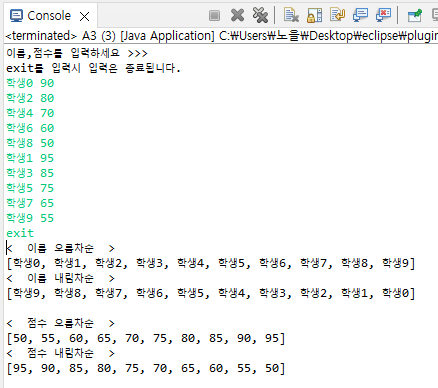 Console
<terminated> A3 (3) [Java Application] C:₩Users₩노을₩Desktop₩eclipse₩plugin
이름,점수를 입력하세요 >>>
exit를 입력시 입력은 종료됩니다.
학생0 90
학생2 80
학생4 70
학생6 60
학생8 50
학생1 95
학생3 85
학생5 75
학생7 65
학생9 55
exit
<  이름 오름차순  >
[학생0, 학생1, 학생2, 학생3, 학생4, 학생5, 학생6, 학생7, 학생8, 학생9]
<  이름 내림차순  >
[학생9, 학생8, 학생7, 학생6, 학생5, 학생4, 학생3, 학생2, 학생1, 학생0]
<  점수 오름차순  >
[50, 55, 60, 65, 70, 75, 80, 85, 90, 95]
<  점수 내림차순  >
[95, 90, 85, 80, 75, 70, 65, 60, 55, 50]